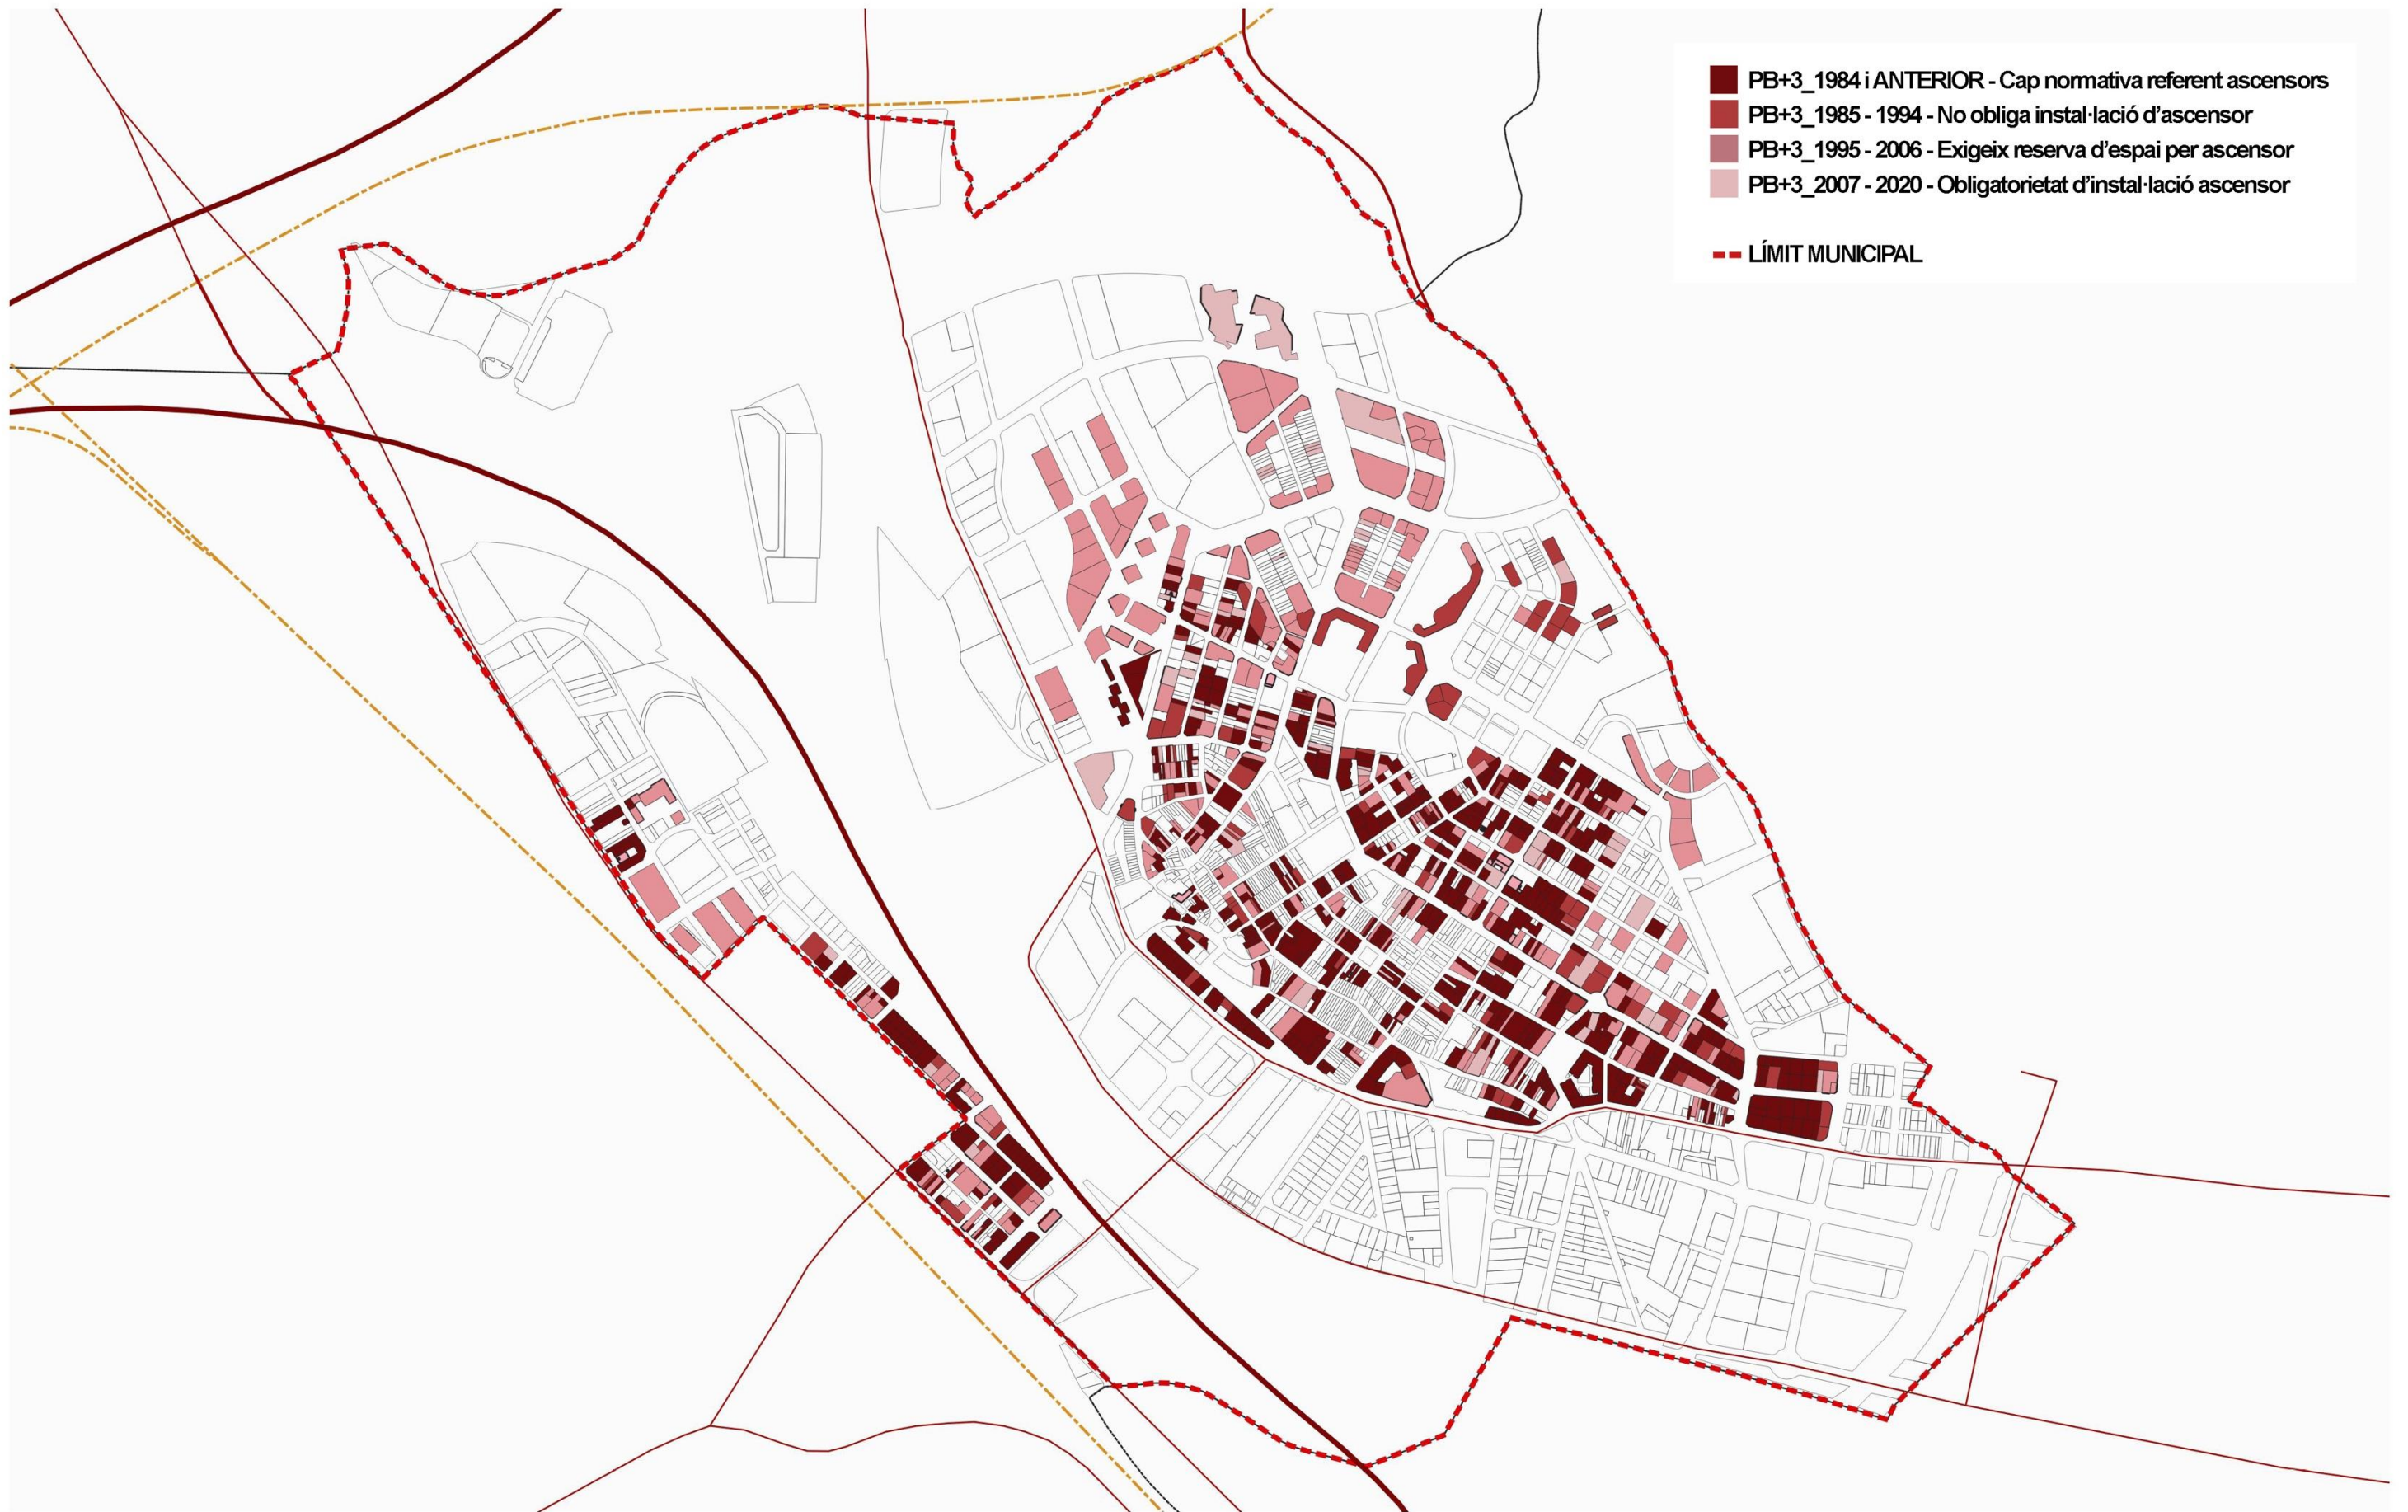 PB+3_1984 i ANTERIOR - Cap normativa referent ascensors
PB+3_1985 - 1994 - No obliga instal·lació d'ascensor
PB+3_1995 - 2006 - Exigeix reserva d'espai per ascensor
PB+3_2007 - 2020 - Obligatorietat d'instal·lació ascensor
LÍMIT MUNICIPAL